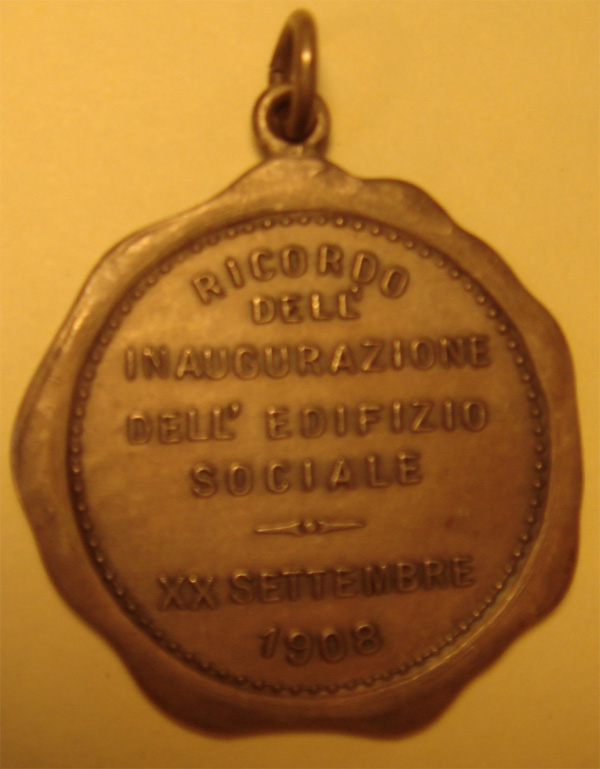 RICORDO
DELL'
INAUGURAZIONE
DELL' EDIFIZIO
SOCIALE
XX SETTEMBRE
1908